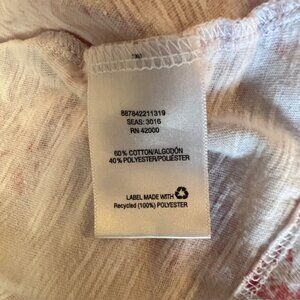 887842211319
SEAS: 3016
RN 42000
60% COTTON/ALGODÓN
40% POLYESTER/POLIÉSTER
LABEL MADE WITH
Recycled (100%) POLYESTER